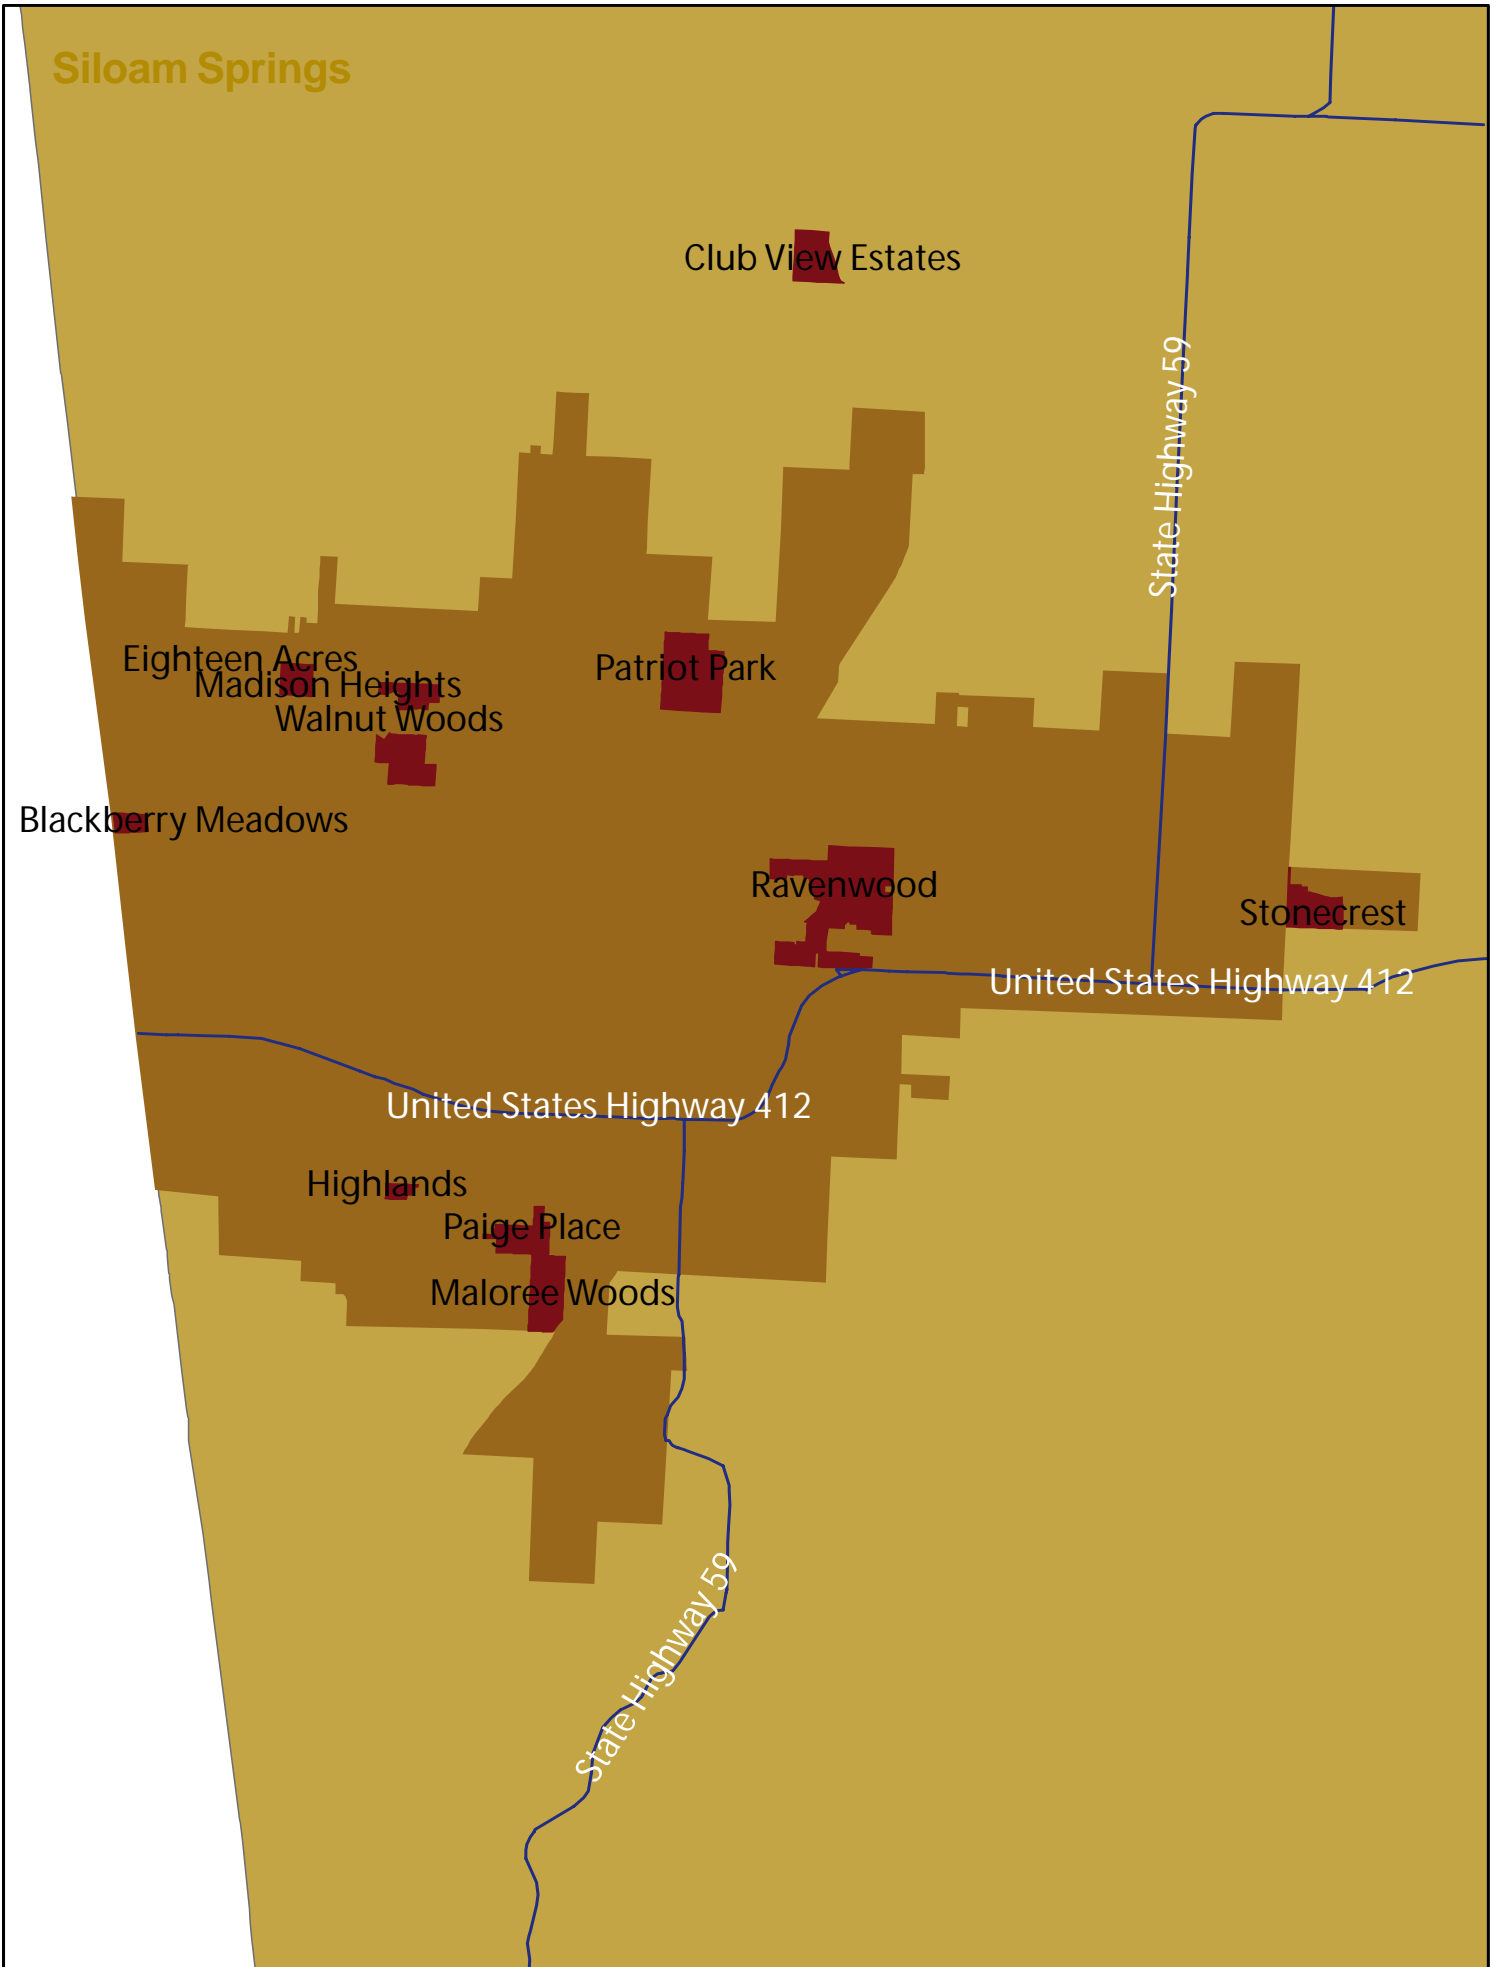 Siloam Springs
Club View Estates
State Highway 59
Eighteen Acres
Madison Heights
Patriot Park
Walnut Woods
Blackberry Meadows
Ravenwood
Stonecrest
United States Highway 412
United States Highway 412
Highlands
Paige Place
Maloree Woods
State Highway 59